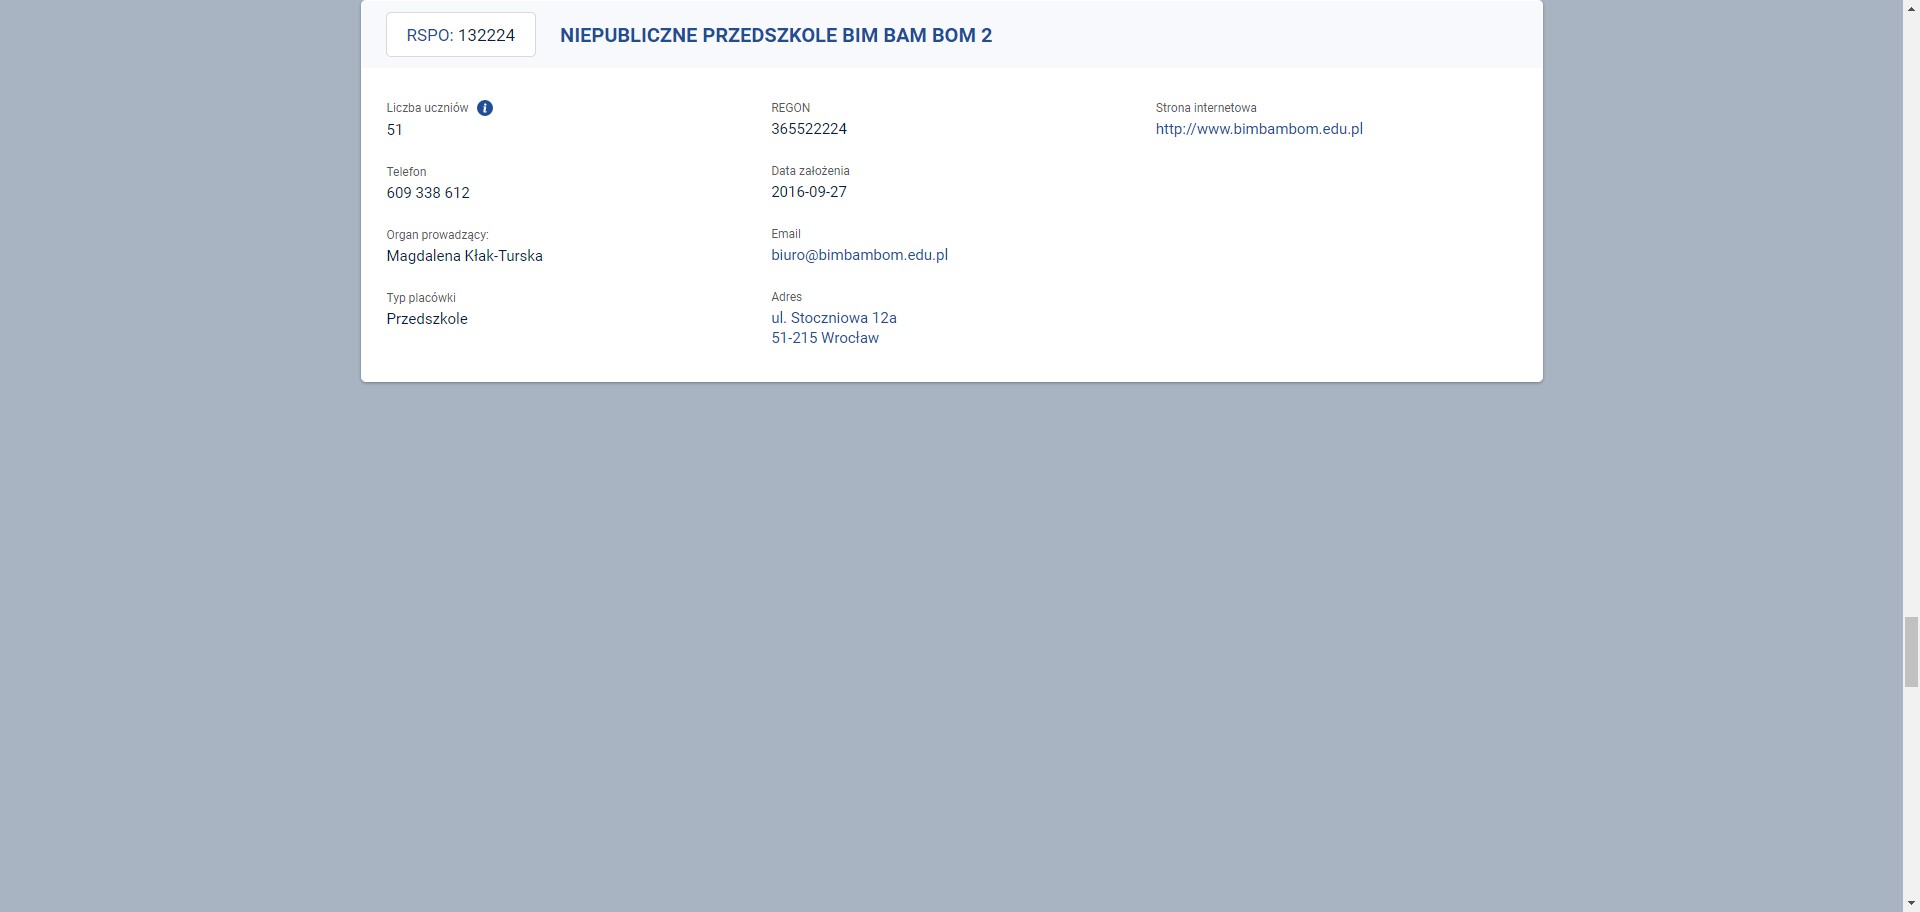 RSPO: 132224
NIEPUBLICZNE PRZEDSZKOLE BIM BAM BOM 2
Liczba uczniów
51
Telefon
609 338 612
Organ prowadzący:
Magdalena Kłak-Turska
Typ placówki
Przedszkole
REGON
365522224
Data założenia
2016-09-27
Email
biuro@bimbambom.edu.pl
Adres
ul. Stoczniowa 12a
51-215 Wrocław
Strona internetowa
http://www.bimbambom.edu.pl